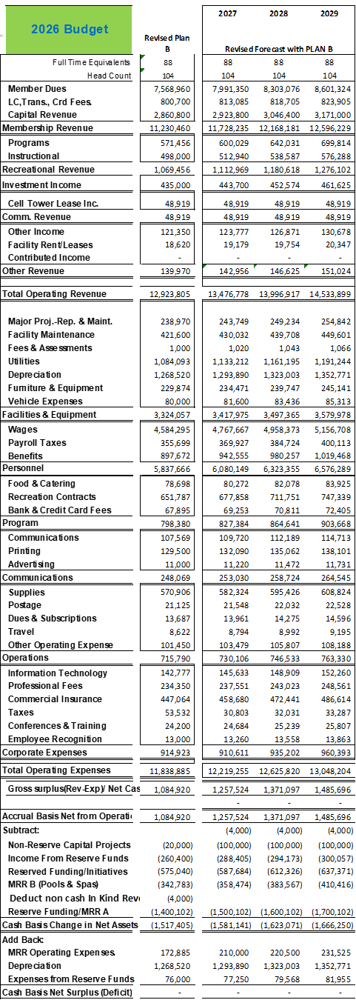 2027 2028 2029
2026 Budget
Revised Plan
B Revised Forecast with PLAN B
Full Time Equivalents 88 88 88 88
Head Count 104 104 104 104
Member Dues 7,568,960 7,991,350 8,303,076 8,601,324
LC,Trans., Crd Fees. 800,700 813,085 818,705 823,905
Capital Revenue 2,860,800 2,923,800 3,046,400 3,171,000
Membership Revenue 11,230,460 11,728,235 12,168,181 12,596,229
Programs 571,456 600,029 642,031 699,814
Instructional 498,000 512,940 538,587 576,288
Recreational Revenue 1,069,456 1,112,969 1,180,618 1,276,102
Investment Income 435,000 443,700 452,574 461,625
Cell Tower Lease Inc. 48,919 48,919 48,919 48,919
Comm. Revenue 48,919 48,919 48,919 48,919
Other Income 121,350 123,777 126,871 130,678
Facility Rent/Leases 18,620 19,179 19,754 20,347
Contributed Income - - - -
Other Revenue 139,970 142,956 146,625 151,024
Total Operating Revenue 12,923,805 13,476,778 13,996,917 14,533,899
Major Proj.-Rep. & Maint. 238,970 243,749 249,234 254,842
Facility Maintenance 421,600 430,032 439,708 449,601
Fees & Assessments 1,000 1,020 1,043 1,066
Utilities 1,084,093 1,133,212 1,161,195 1,191,244
Depreciation 1,268,520 1,293,890 1,323,003 1,352,771
Furniture & Equipment 229,874 234,471 239,747 245,141
Vehicle Expenses 80,000 81,600 83,436 85,313
Facilities & Equipment 3,324,057 3,417,975 3,497,365 3,579,978
Wages 4,584,295 4,767,667 4,958,373 5,156,708
Payroll Taxes 355,699 369,927 384,724 400,113
Benefits 897,672 942,555 980,257 1,019,468
Personnel 5,837,666 6,080,149 6,323,355 6,576,289
Food & Catering 78,698 80,272 82,078 83,925
Recreation Contracts 651,787 677,858 711,751 747,339
Bank & Credit Card Fees 67,895 69,253 70,811 72,405
Program 798,380 827,384 864,641 903,668
Communications 107,569 109,720 112,189 114,713
Printing 129,500 132,090 135,062 138,101
Advertising 11,000 11,220 11,472 11,731
Communications 248,069 253,030 258,724 264,545
Supplies 570,906 582,324 595,426 608,824
Postage 21,125 21,548 22,032 22,528
Dues & Subscriptions 13,687 13,961 14,275 14,596
Travel 8,622 8,794 8,992 9,195
Other Operating Expense 101,450 103,479 105,807 108,188
Operations 715,790 730,106 746,533 763,330
Information Technology 142,777 145,633 148,909 152,260
Professional Fees 234,350 237,551 243,023 248,561
Commercial Insurance 447,064 458,680 472,441 486,614
Taxes 53,532 30,803 32,031 33,287
Conferences & Training 24,200 24,684 25,239 25,807
Employee Recognition 13,000 13,260 13,558 13,863
Corporate Expenses 914,923 910,611 935,202 960,393
Total Operating Expenses 11,838,885 12,219,255 12,625,820 13,048,204
Gross surplus(Rev-Exp)/ Net Cas 1,084,920 1,257,524 1,371,097 1,485,696
- - -
Accrual Basis Net from Operati 1,084,920 1,257,524 1,371,097 1,485,696
Subtract: (4,000) (4,000) (4,000)
Non-Reserve Capital Projects (20,000) (100,000) (100,000) (100,000)
Income From Reserve Funds (260,400) (288,405) (294,173) (300,057)
Reserved Funding/Initiatives (575,040) (587,684) (612,326) (637,371)
MRR B (Pools & Spas) (342,783) (358,474) (383,567) (410,416)
Deduct non cash In Kind Reve (4,000)
Reserve Funding/MRR A (1,400,102) (1,500,102) (1,600,102) (1,700,102)
Cash Basis Change in Net Assets (1,517,405) (1,581,141) (1,623,071) (1,666,250)
Add Back:
MRR Operating Expenses. 172,885 210,000 220,500 231,525
Depreciation 1,268,520 1,293,890 1,323,003 1,352,771
Expenses from Reserve Funds 76,000 77,250 79,568 81,955
Cash Basis Net Surplus (Deficit) - - - -